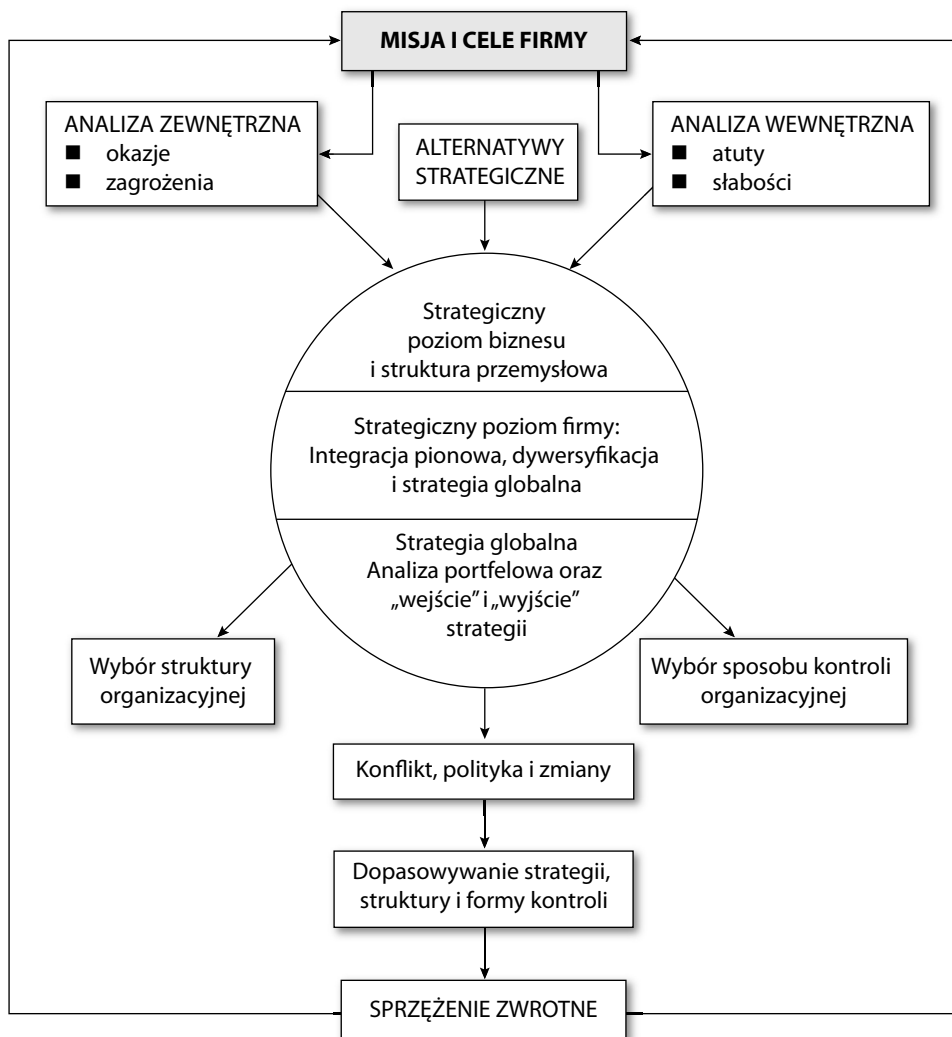 MISJA I CELE FIRMY
ANALIZA ZEWNĘTRZNA
■ okazje
■ zagrożenia
ALTERNATYWY
STRATEGICZNE
ANALIZA WEWNĘTRZNA
■ atuty
■ słabości
Strategiczny
poziom biznesu
i struktura przemysłowa
Strategiczny poziom firmy:
Integracja pionowa, dywersyfikacja
i strategia globalna
Strategia globalna
Analiza portfelowa oraz
„wejście” i „wyjście”
strategii
Wybór struktury
organizacyjnej
Wybór sposobu kontroli
organizacyjnej
Konflikt, polityka i zmiany
Dopasowywanie strategii,
struktury i formy kontroli
SPRZĘŻENIE ZWROTNE